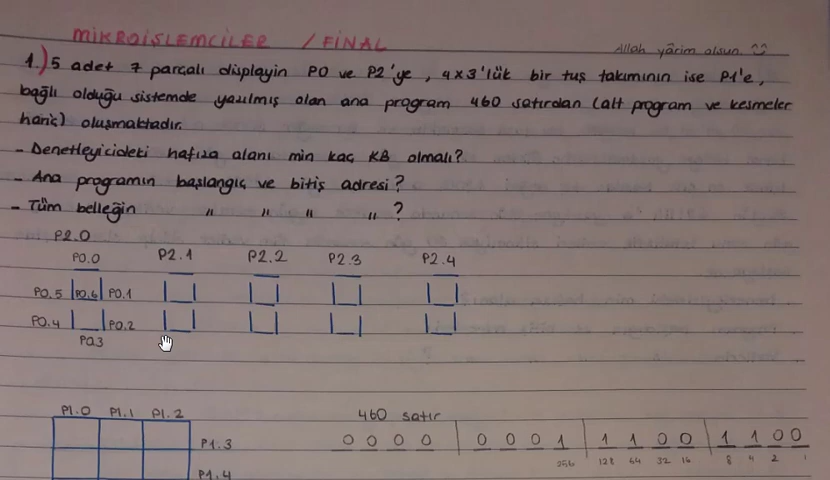 MİKROİŞLEMCİLER / FİNAL
Allah yârim olsun.
1.) 5 adet 7 parçalı displayin P0 ve P2'ye, 4x3'lük bir tuş takımının ise P1'e,
bağlı olduğu sistemde yazılmış olan ana program 460 satırdan (alt program ve kesmeler
hariç) oluşmaktadır.
- Denetleyicideki hafıza alanı min kaç KB olmalı?
- Ana programın başlangıç ve bitiş adresi?
- Tüm belleğin " " " " ?
P2.0
P0.0 P2.1 P2.2 P2.3 P2.4
P0.5 P0.6 P0.1
P0.4 P0.2
P0.3
P1.0 P1.1 P1.2 460 satır
P1.3 0 0 0 0 0 0 0 1 1 1 0 0 1 1 0 0
256 128 64 32 16 8 4 2 1
P1.4